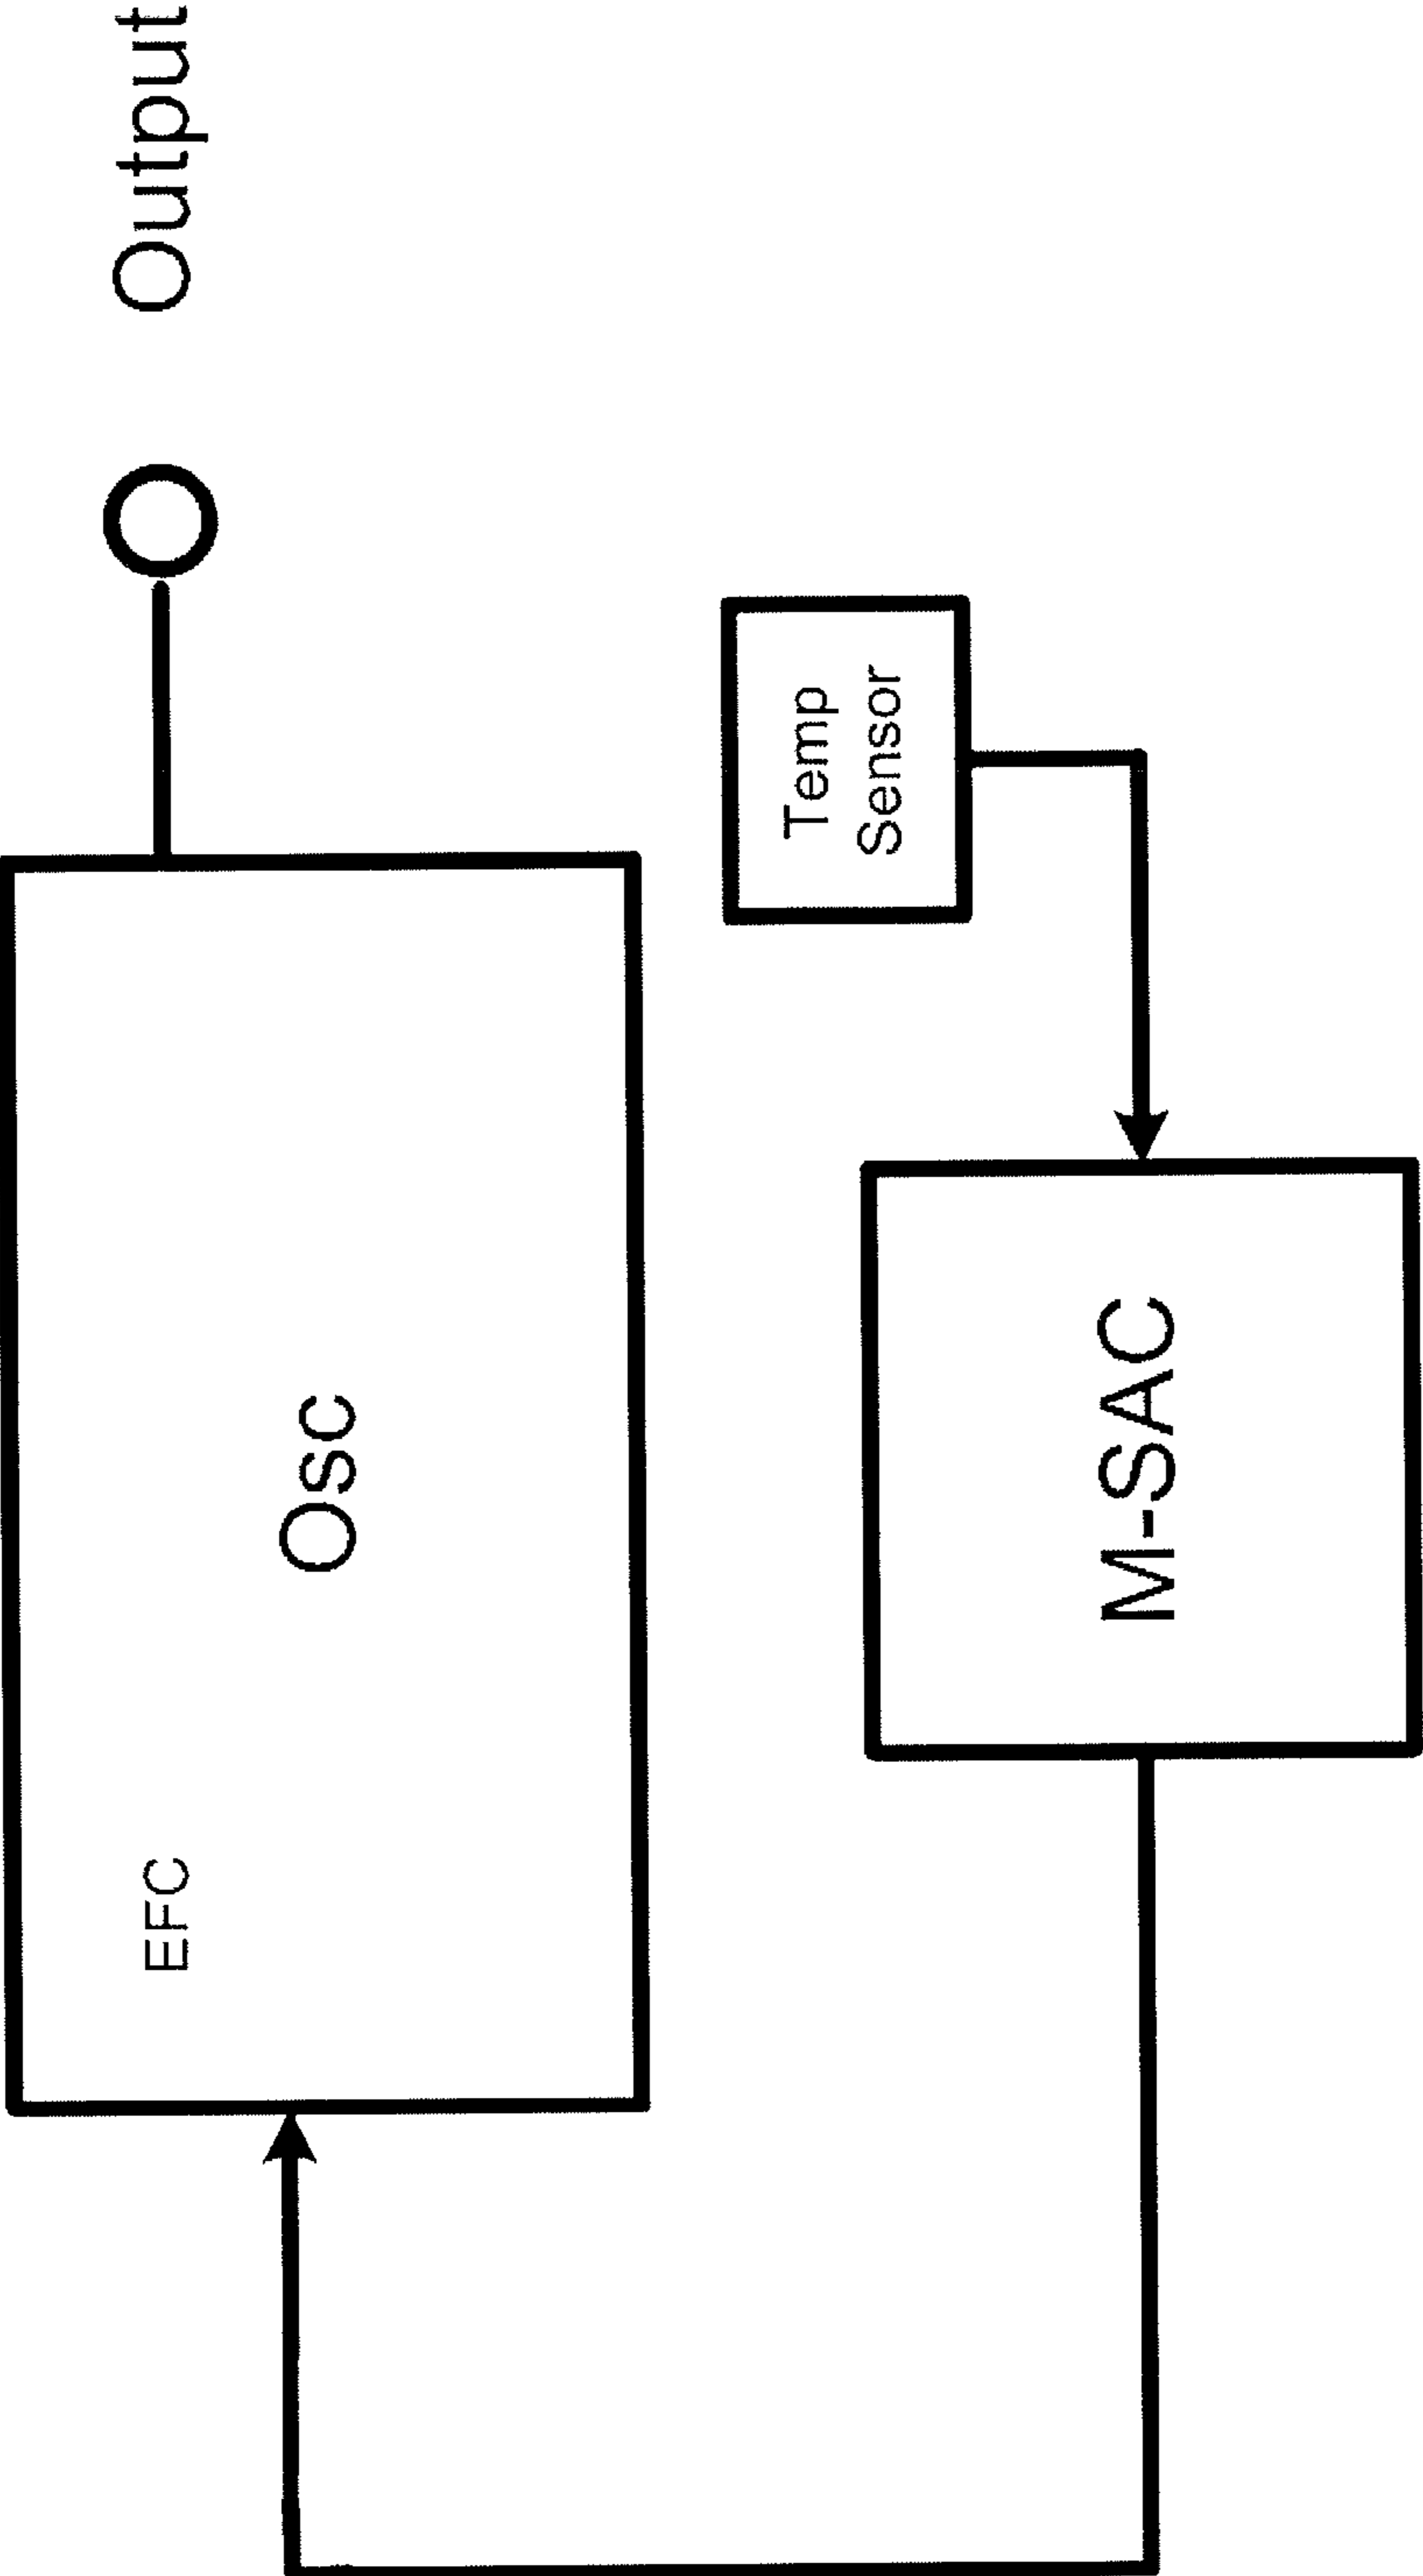 Output
Osc
EFC
Temp
Sensor
M-SAC